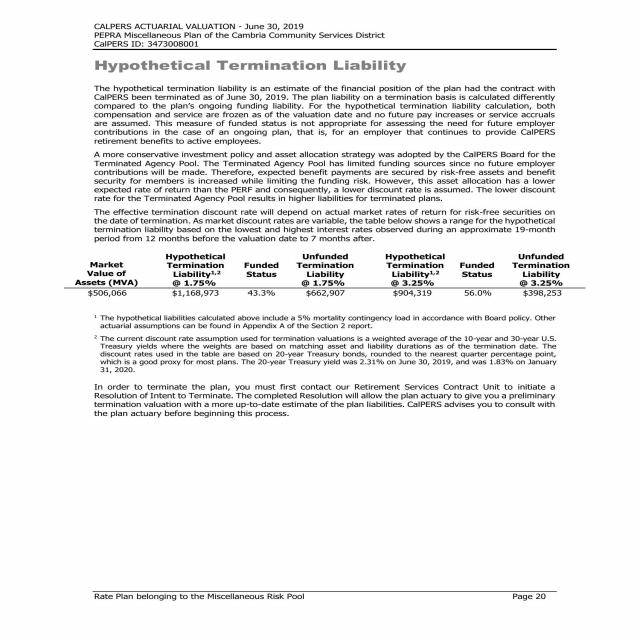 CALPERS ACTUARIAL VALUATION - June 30, 2019
PEPRA Miscellaneous Plan of the Cambria Community Services District
CalPERS ID: 3473008001
Hypothetical Termination Liability
The hypothetical termination liability is an estimate of the financial position of the plan had the contract with
CalPERS been terminated as of June 30, 2019. The plan liability on a termination basis is calculated differently
compared to the plan's ongoing funding liability. For the hypothetical termination liability calculation, both
compensation and service are frozen as of the valuation date and no future pay increases or service accruals
are assumed. This measure of funded status is not appropriate for assessing the need for future employer
contributions in the case of an ongoing plan, that is, for an employer that continues to provide CalPERS
retirement benefits to active employees.
A more conservative investment policy and asset allocation strategy was adopted by the CalPERS Board for the
Terminated Agency Pool. The Terminated Agency Pool has limited funding sources since no future employer
contributions will be made. Therefore, expected benefit payments are secured by risk-free assets and benefit
security for members is increased while limiting the funding risk. However, this asset allocation has a lower
expected rate of return than the PERF and consequently, a lower discount rate is assumed. The lower discount
rate for the Terminated Agency Pool results in higher liabilities for terminated plans.
The effective termination discount rate will depend on actual market rates of return for risk-free securities on
the date of termination. As market discount rates are variable, the table below shows a range for the hypothetical
termination liability based on the lowest and highest interest rates observed during an approximate 19-month
period from 12 months before the valuation date to 7 months after.
Market Value of Assets (MVA) Hypothetical Termination Liability1,2 @ 1.75% Funded Status Unfunded Termination Liability @ 1.75% Hypothetical Termination Liability1,2 @ 3.25% Funded Status Unfunded Termination Liability @ 3.25%
$506,066 $1,168,973 43.3% $662,907 $904,319 56.0% $398,253
1 The hypothetical liabilities calculated above include a 5% mortality contingency load in accordance with Board policy. Other
actuarial assumptions can be found in Appendix A of the Section 2 report.
2 The current discount rate assumption used for termination valuations is a weighted average of the 10-year and 30-year U.S.
Treasury yields where the weights are based on matching asset and liability durations as of the termination date. The
discount rates used in the table are based on 20-year Treasury bonds, rounded to the nearest quarter percentage point,
which is a good proxy for most plans. The 20-year Treasury yield was 2.31% on June 30, 2019, and was 1.83% on January
31, 2020.
In order to terminate the plan, you must first contact our Retirement Services Contract Unit to initiate a
Resolution of Intent to Terminate. The completed Resolution will allow the plan actuary to give you a preliminary
termination valuation with a more up-to-date estimate of the plan liabilities. CalPERS advises you to consult with
the plan actuary before beginning this process.
Rate Plan belonging to the Miscellaneous Risk Pool Page 20